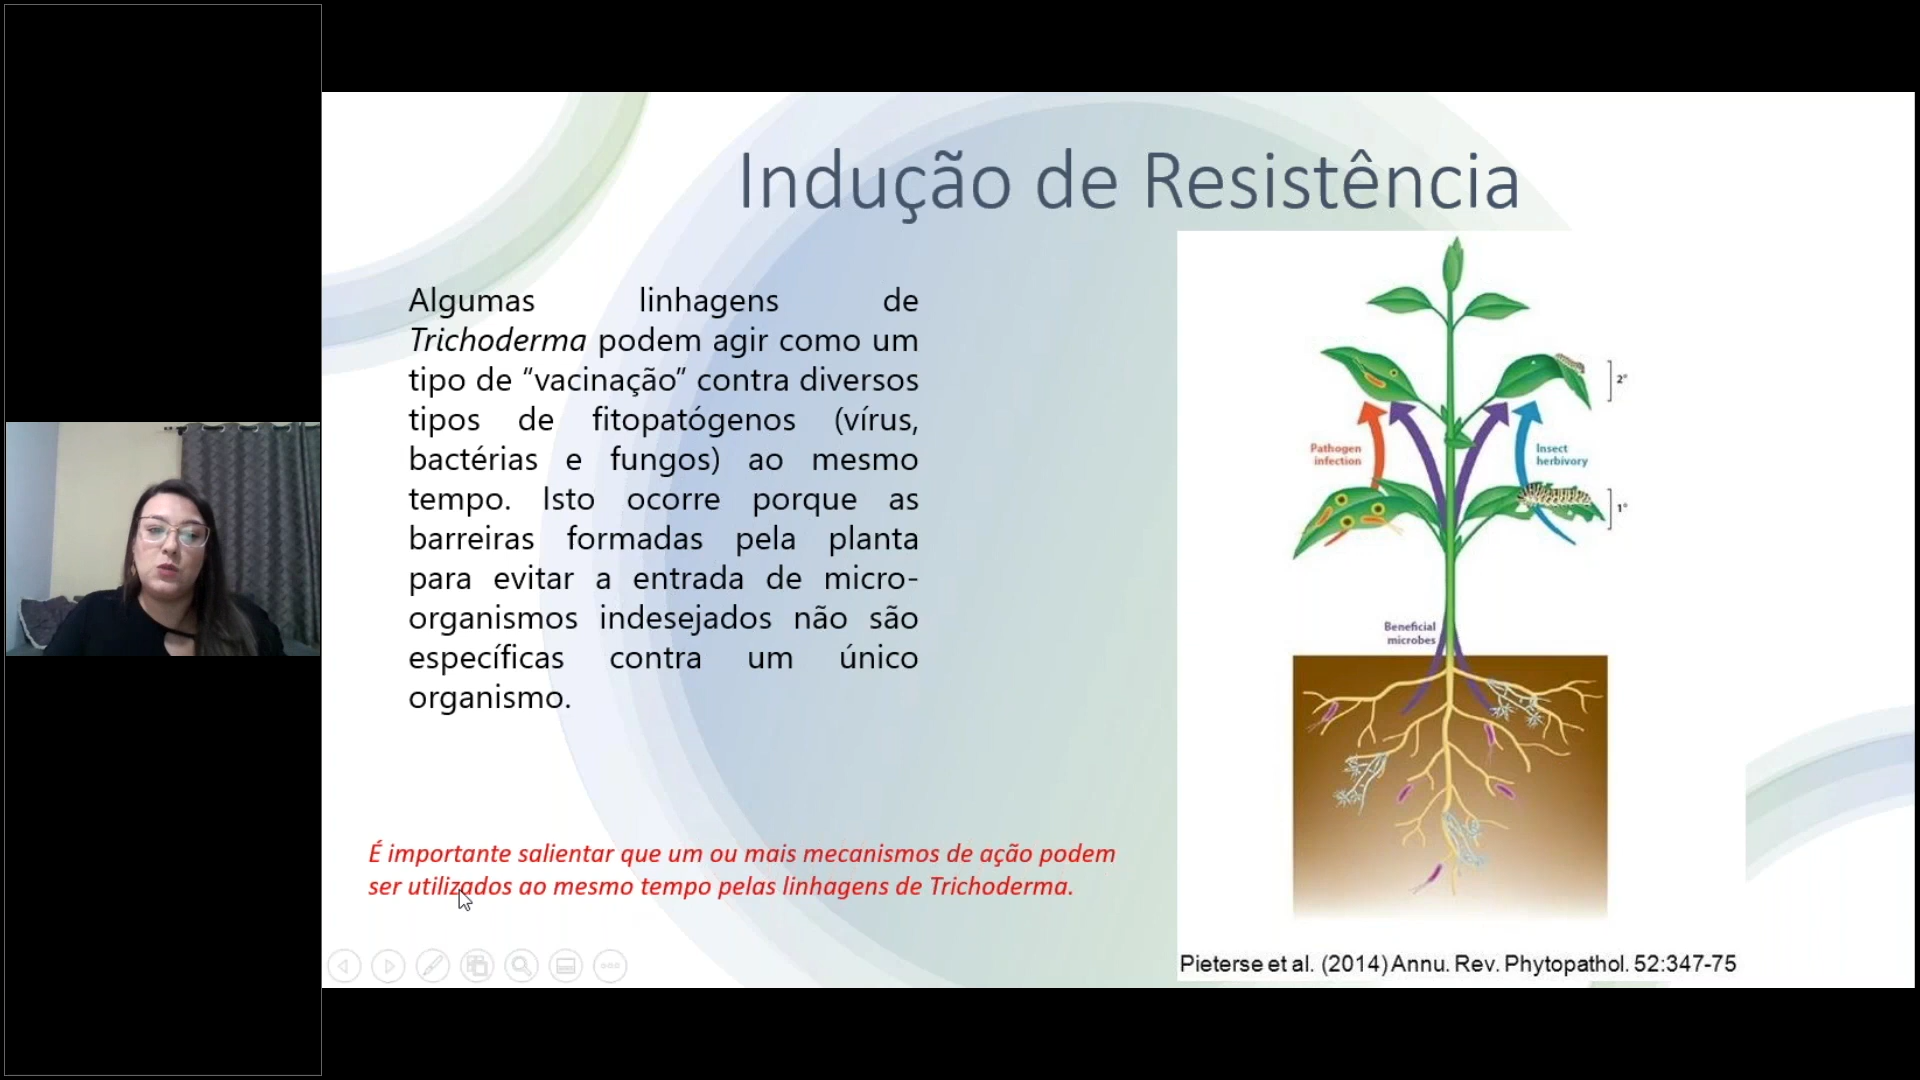 Indução de Resistência
Algumas linhagens de
Trichoderma podem agir como um
tipo de “vacinação” contra diversos
tipos de fitopatógenos (vírus,
bactérias e fungos) ao mesmo
tempo. Isto ocorre porque as
barreiras formadas pela planta
para evitar a entrada de micro-
organismos indesejados não são
específicas contra um único
organismo.
É importante salientar que um ou mais mecanismos de ação podem
ser utilizados ao mesmo tempo pelas linhagens de Trichoderma.
2°
Pathogen
infection
Insect
herbivory
1°
Beneficial
microbes
Pieterse et al. (2014) Annu. Rev. Phytopathol. 52:347-75